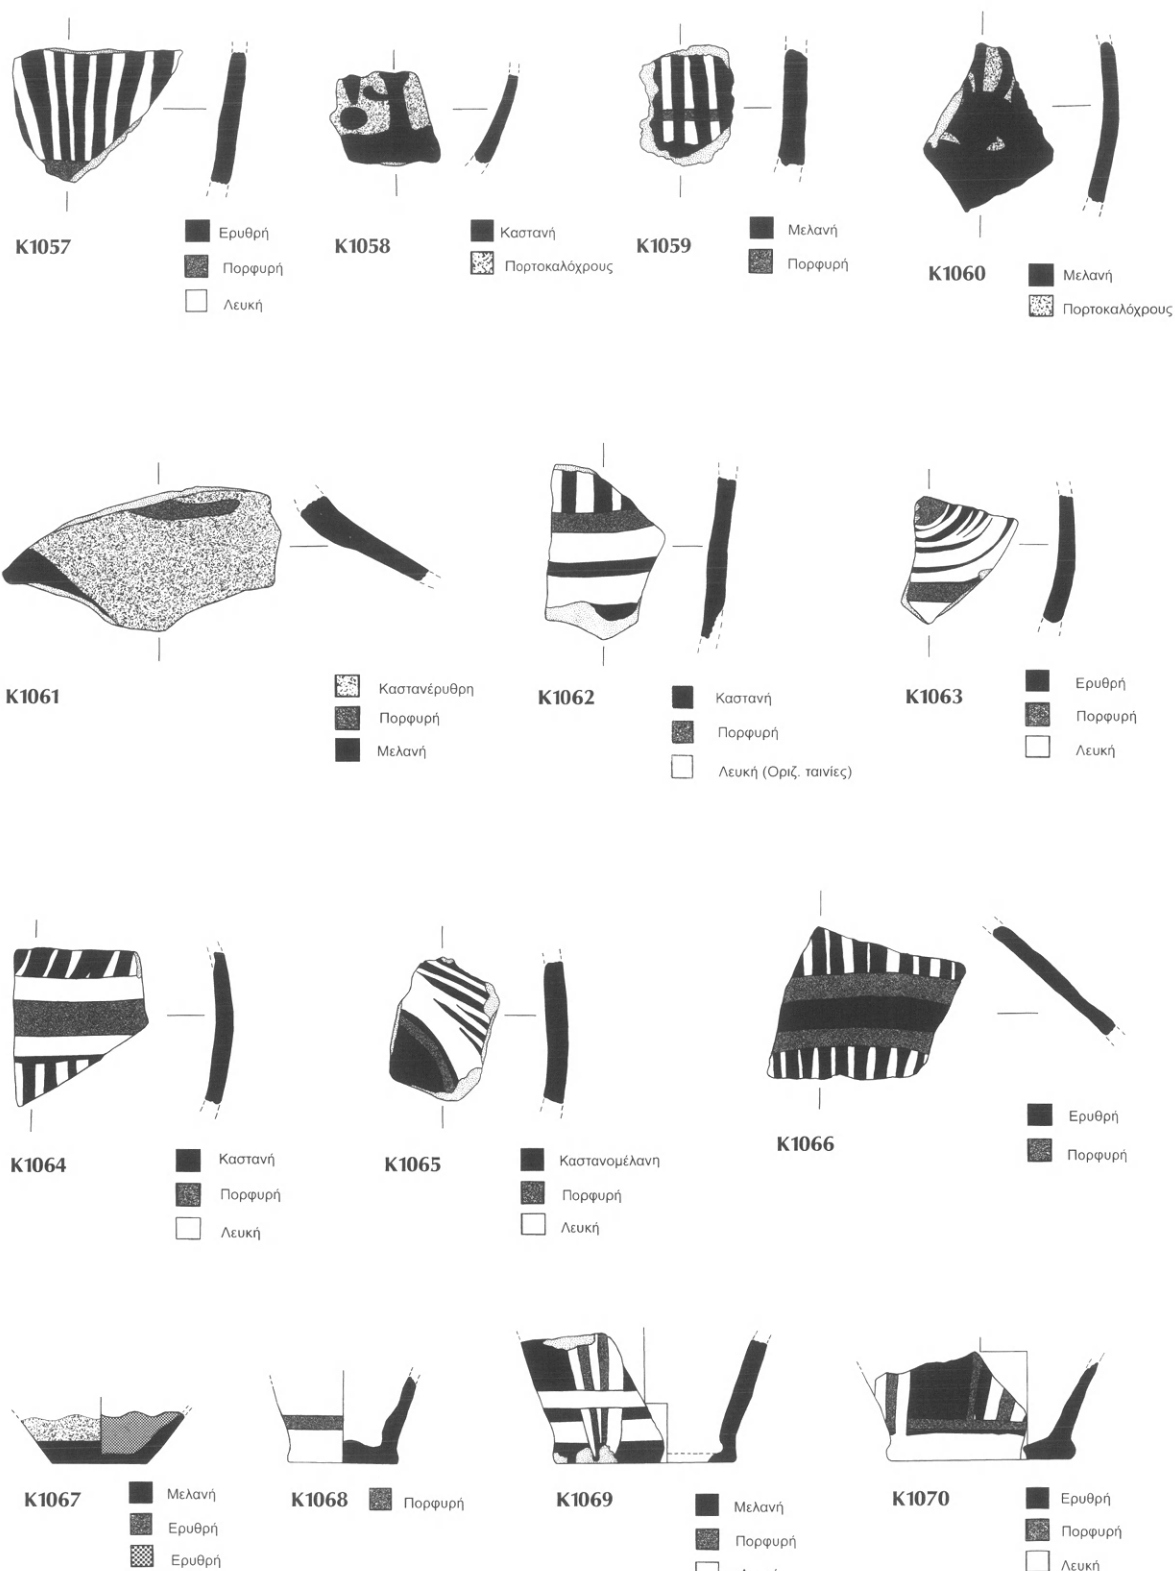 K1057
Ερυθρή
Πορφυρή
Λευκή
K1058
Καστανή
Πορτοκαλόχρους
K1059
Μελανή
Πορφυρή
K1060
Μελανή
Πορτοκαλόχρους
K1061
Καστανέρυθρη
Πορφυρή
Μελανή
K1062
Καστανή
Πορφυρή
Λευκή (Οριζ. ταινίες)
K1063
Ερυθρή
Πορφυρή
Λευκή
K1064
Καστανή
Πορφυρή
Λευκή
K1065
Καστανομέλανη
Πορφυρή
Λευκή
K1066
Ερυθρή
Πορφυρή
K1067
Μελανή
Ερυθρή
Ερυθρή
K1068
Πορφυρή
K1069
Μελανή
Πορφυρή
K1070
Ερυθρή
Πορφυρή
Λευκή